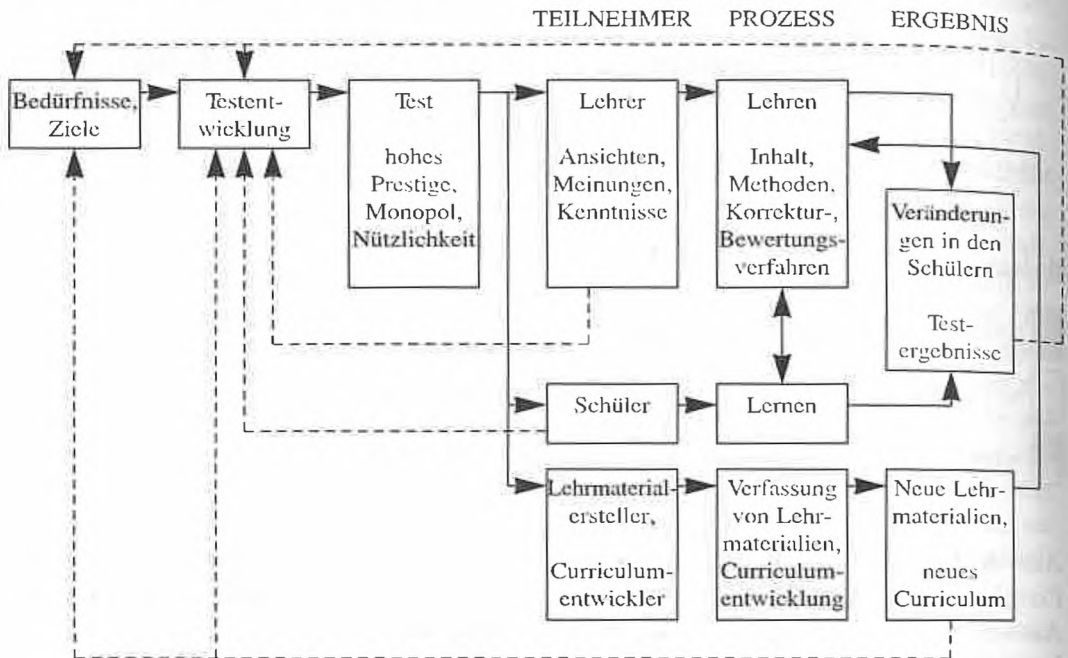 TEILNEHMER PROZESS ERGEBNIS
Bedürfnisse,
Ziele
Testent-
wicklung
Test
hohes
Prestige,
Monopol,
Nützlichkeit
Lehrer
Ansichten,
Meinungen,
Kenntnisse
Lehren
Inhalt,
Methoden,
Korrektur-,
Bewertungs-
verfahren
Veränderun-
gen in den
Schülern
Test-
ergebnisse
Schüler
Lernen
Lehrmaterial-
ersteller,
Curriculum-
entwickler
Verfassung
von Lehr-
materialien,
Curriculum-
entwicklung
Neue Lehr-
materialien,
neues
Curriculum